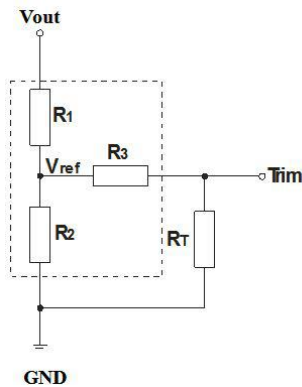 Vout
R1
Vref
R3
Trim
R2
RT
GND